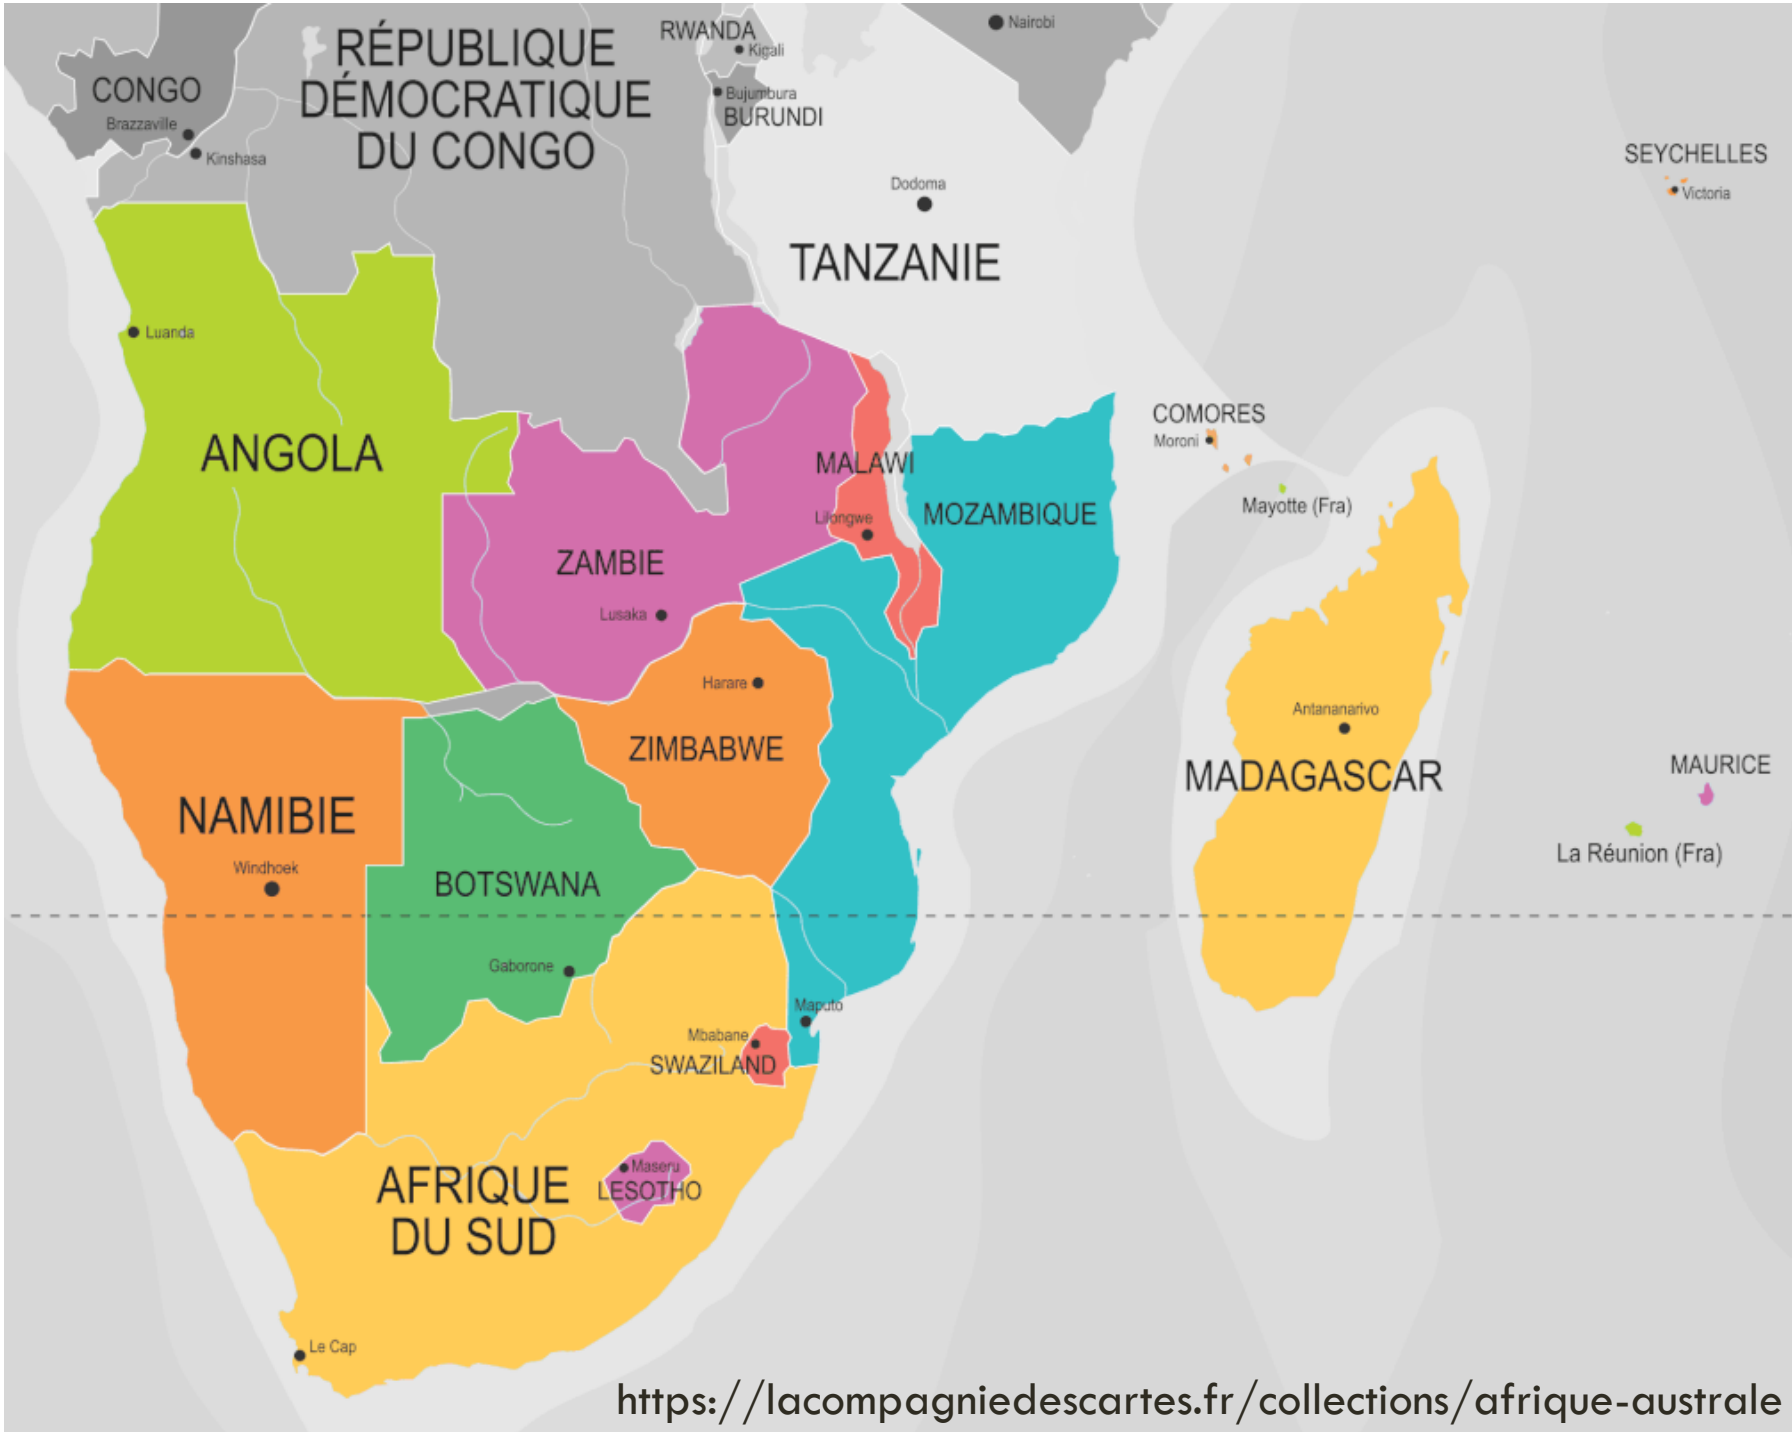 Nairobi
RWANDA
Kigali
RÉPUBLIQUE
DÉMOCRATIQUE
DU CONGO
CONGO
Brazzaville
Kinshasa
Bujumbura
BURUNDI
SEYCHELLES
Victoria
Dodoma
TANZANIE
Luanda
ANGOLA
COMORES
Moroni
MALAWI
Lilongwe
MOZAMBIQUE
Mayotte (Fra)
ZAMBIE
Lusaka
Harare
ZIMBABWE
Antananarivo
MADAGASCAR
MAURICE
La Réunion (Fra)
NAMIBIE
Windhoek
BOTSWANA
Gaborone
Maputo
Mbabane
SWAZILAND
AFRIQUE
DU SUD
Maseru
LESOTHO
Le Cap
https://lacompagniedescartes.fr/collections/afrique-australe